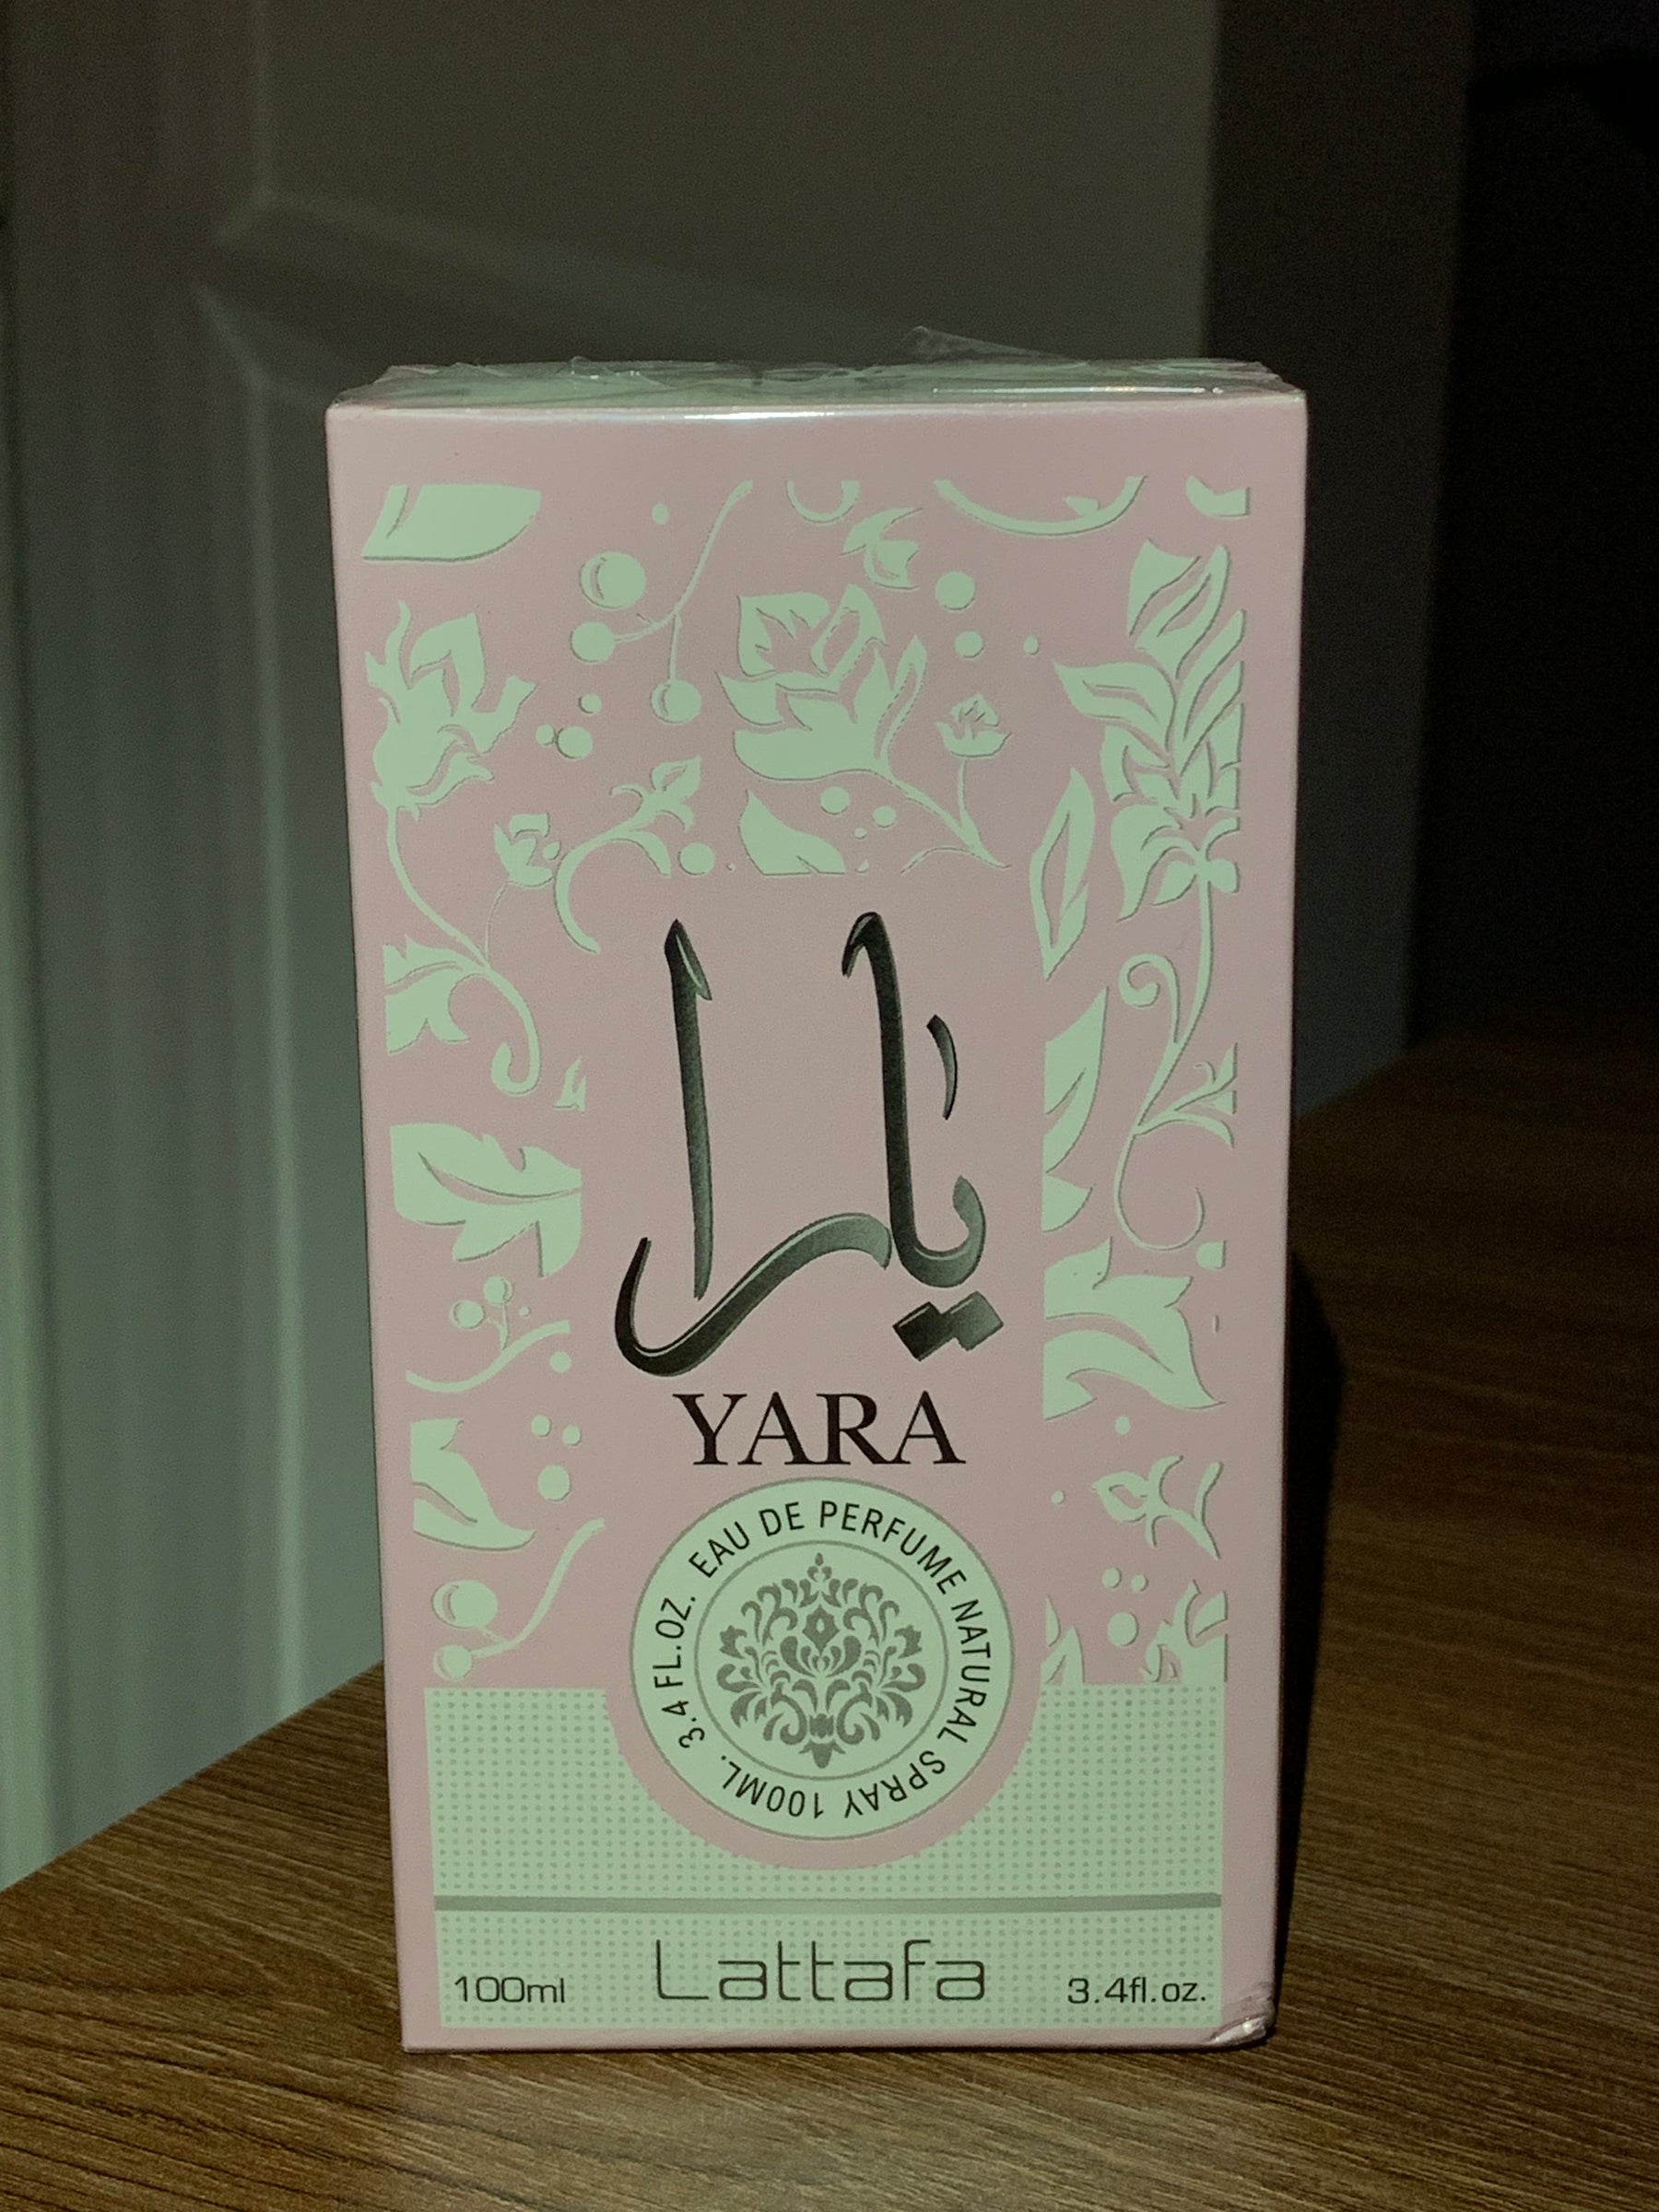 يارا
YARA
EAU DE PERFUME NATURAL SPRAY 100ML. 3.4 FL.OZ.
Lattafa
100ml
3.4fl.oz.